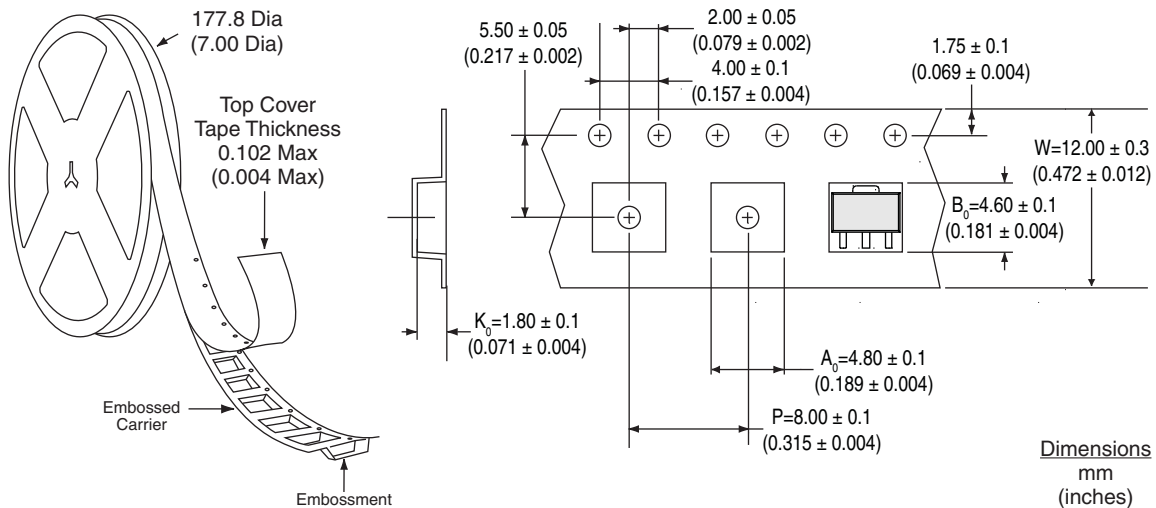 177.8 Dia
(7.00 Dia)
Top Cover
Tape Thickness
0.102 Max
(0.004 Max)
Embossed
Carrier
Embossment
5.50 ± 0.05
(0.217 ± 0.002)
2.00 ± 0.05
(0.079 ± 0.002)
4.00 ± 0.1
(0.157 ± 0.004)
1.75 ± 0.1
(0.069 ± 0.004)
W=12.00 ± 0.3
(0.472 ± 0.012)
B₀=4.60 ± 0.1
(0.181 ± 0.004)
K₀=1.80 ± 0.1
(0.071 ± 0.004)
A₀=4.80 ± 0.1
(0.189 ± 0.004)
P=8.00 ± 0.1
(0.315 ± 0.004)
Dimensions
mm
(inches)